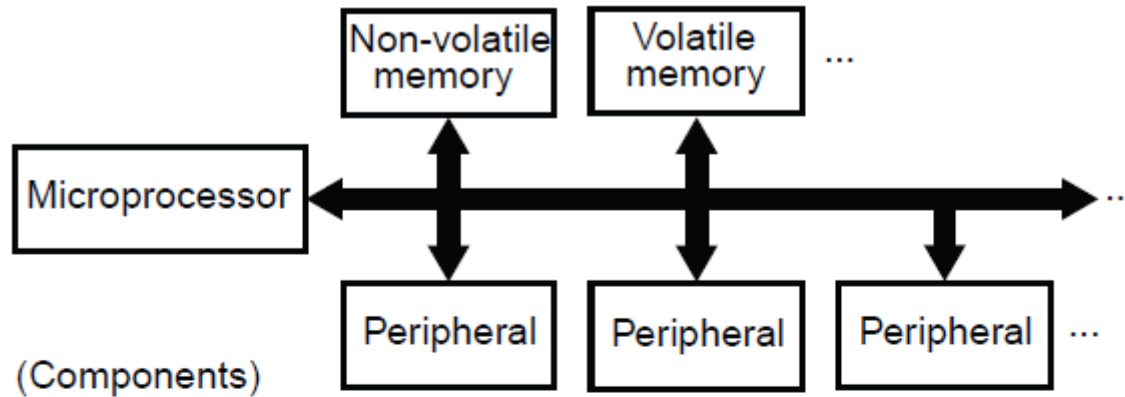 Non-volatile
memory
Volatile
memory
...
Microprocessor
..
Peripheral
Peripheral
Peripheral
...
(Components)